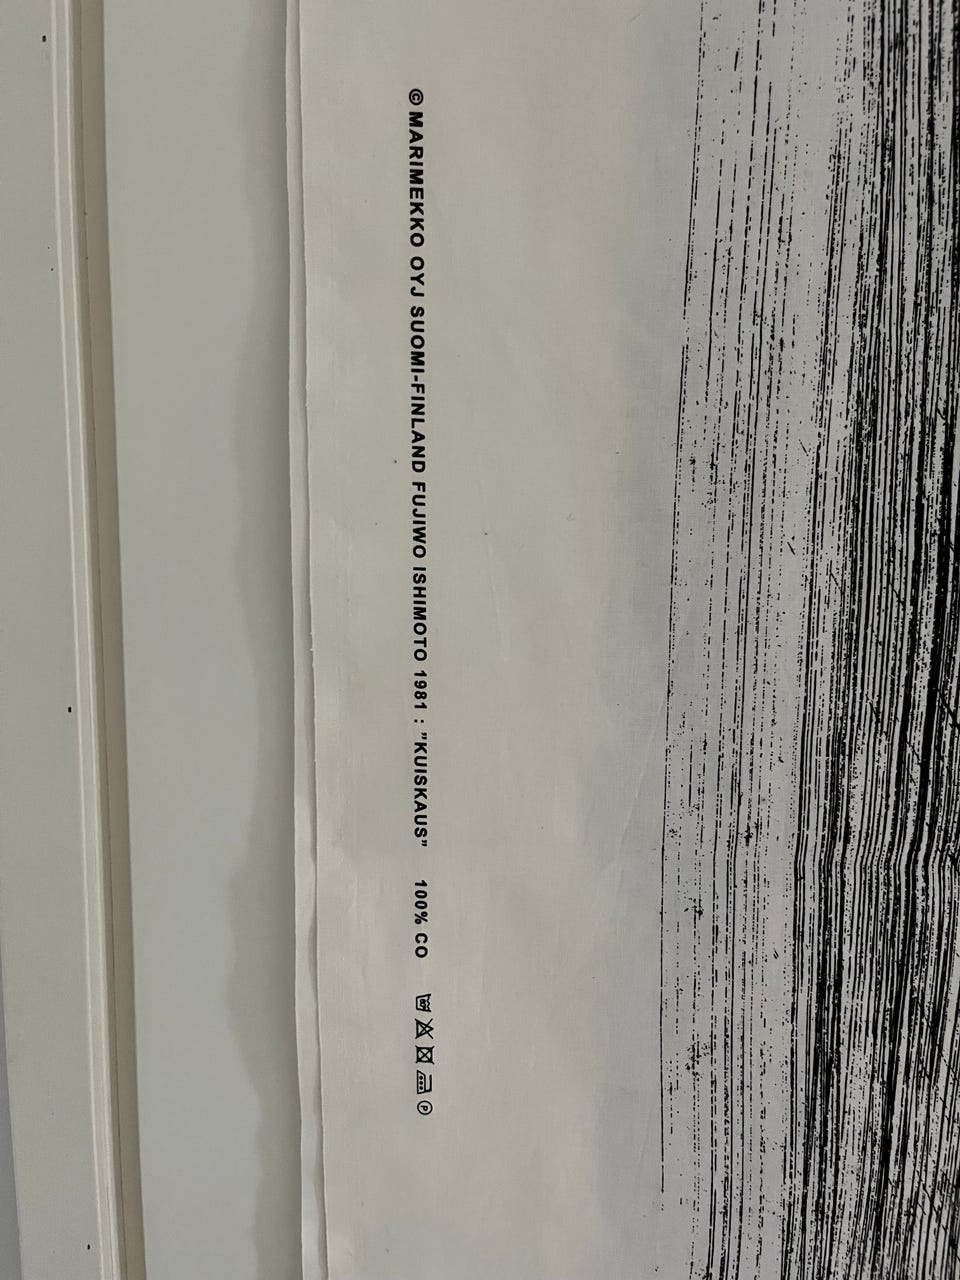 © MARIMEKKO OYJ SUOMI-FINLAND FUJIWO ISHIMOTO 1981 : ”KUISKAUS” 100% CO Ⓟ